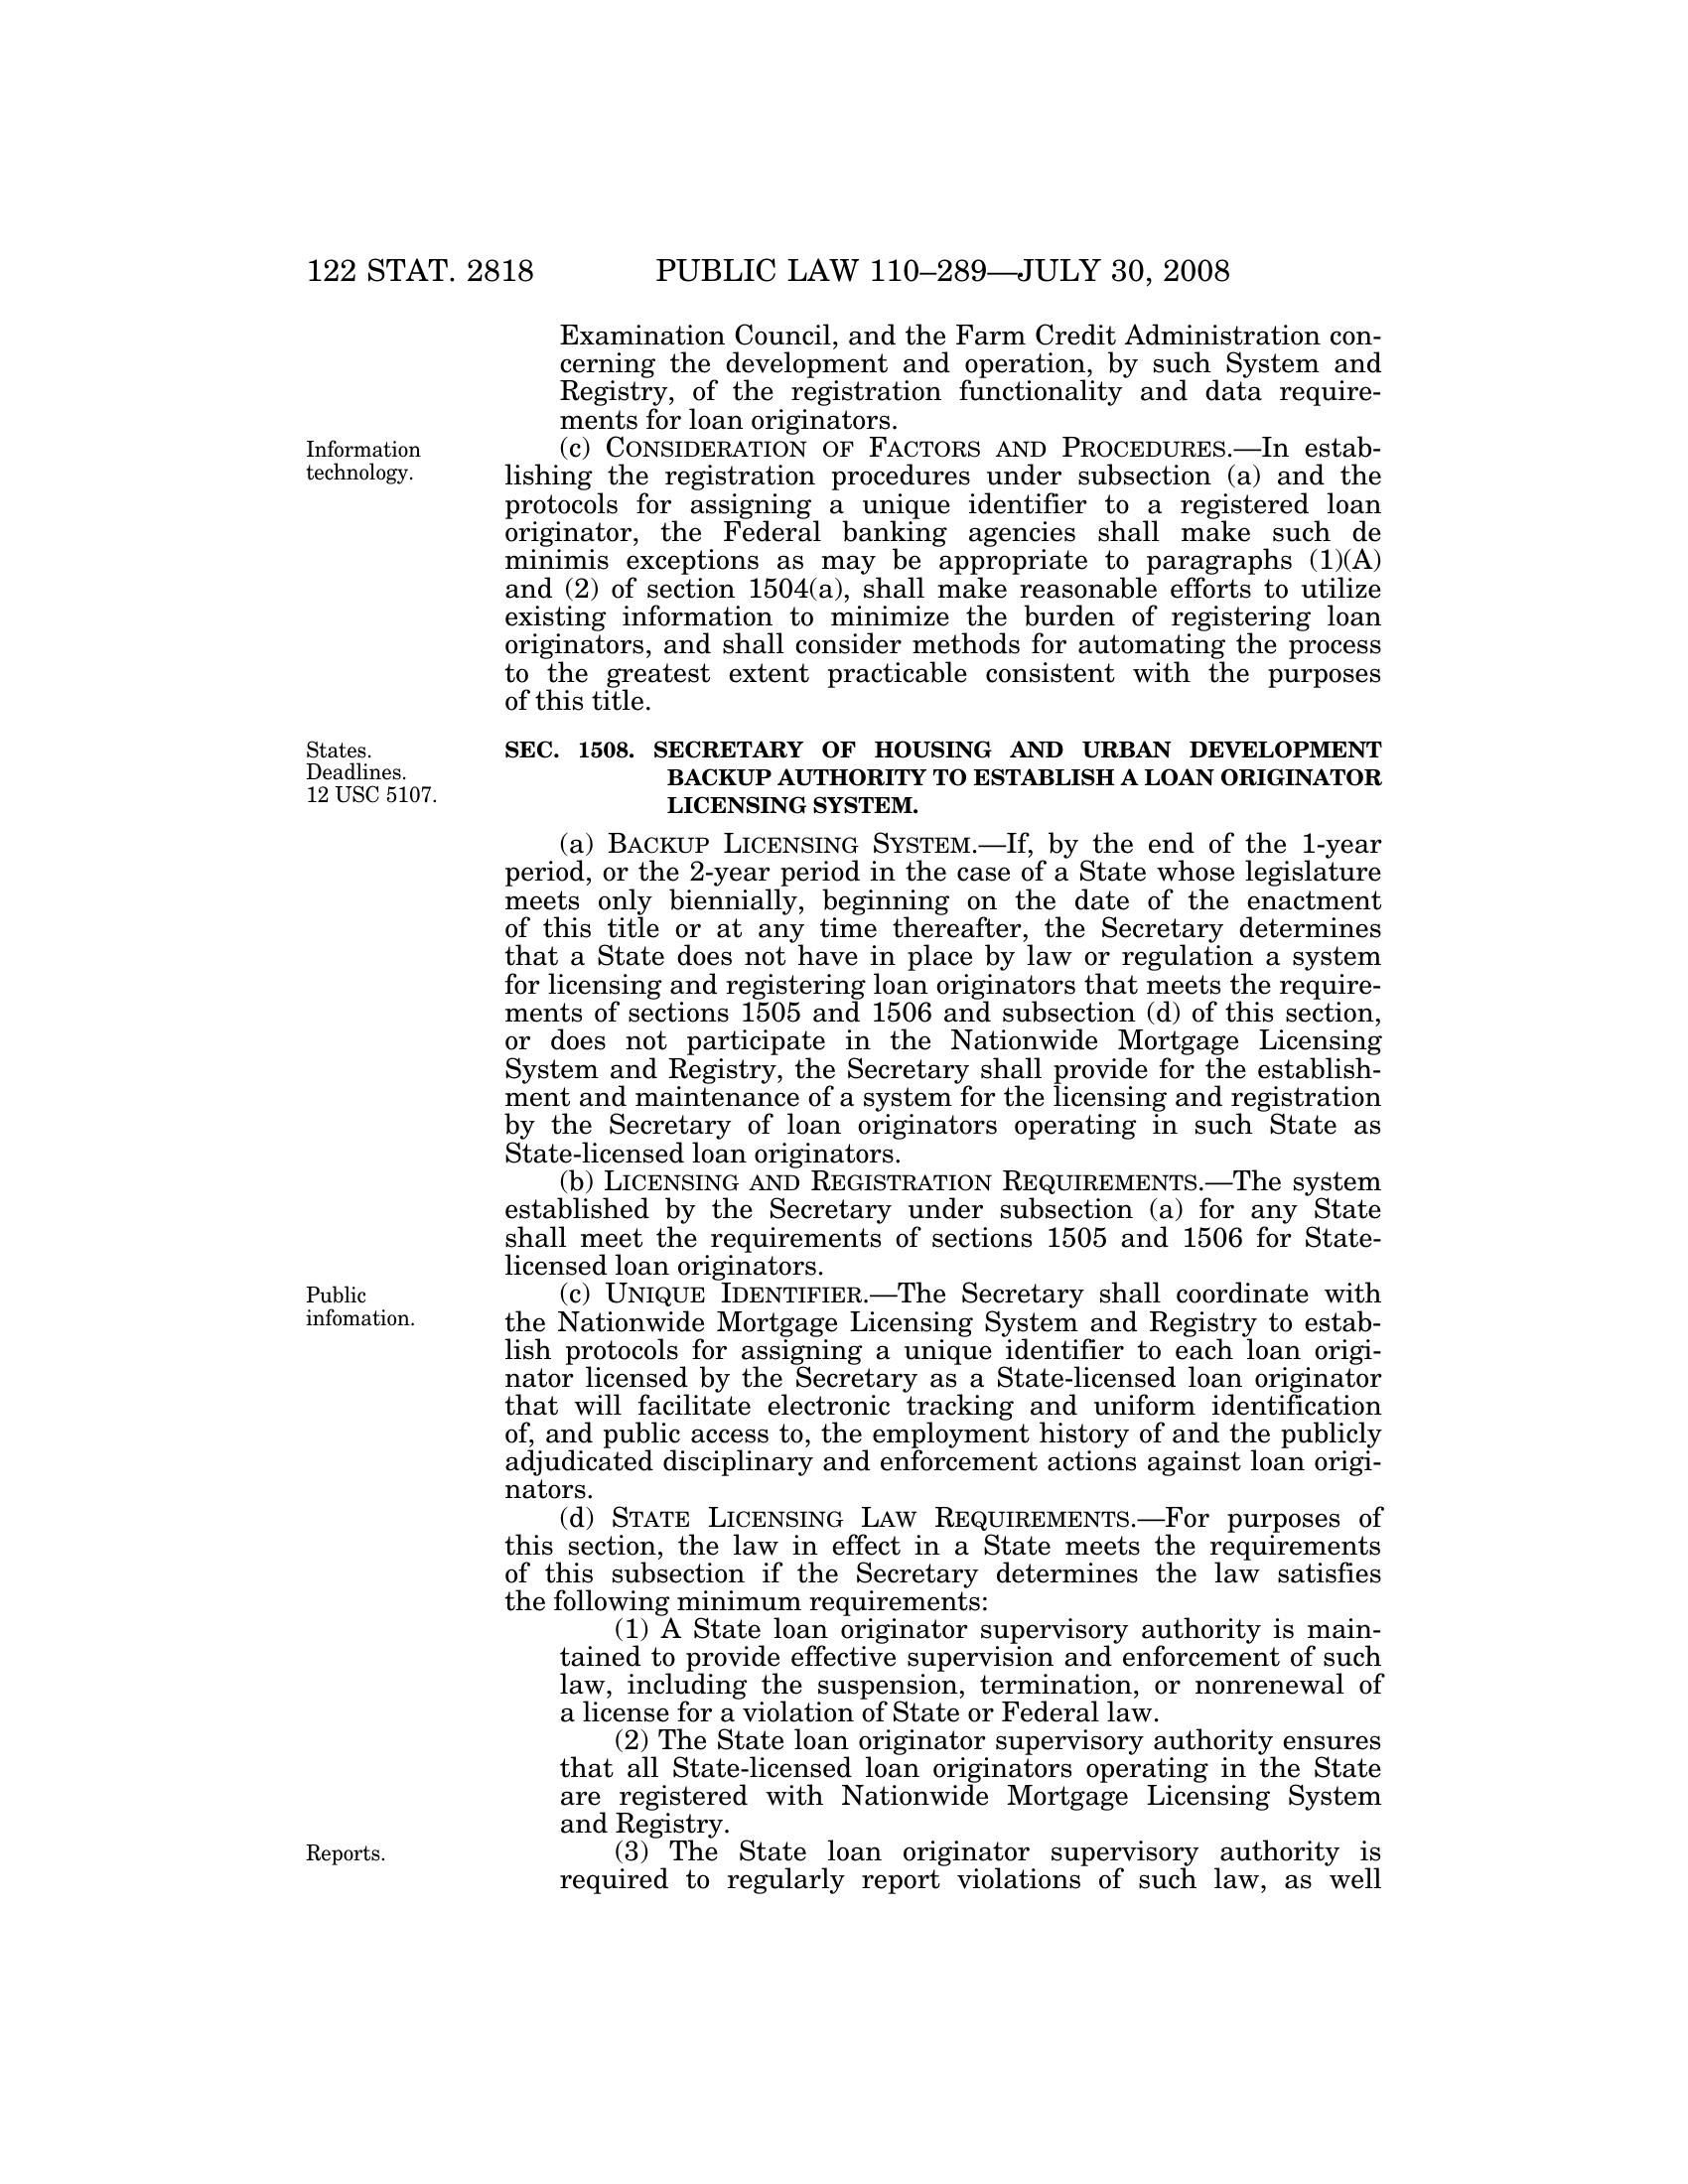 122 STAT. 2818 PUBLIC LAW 110–289—JULY 30, 2008
Examination Council, and the Farm Credit Administration con-
cerning the development and operation, by such System and
Registry, of the registration functionality and data require-
ments for loan originators.
Information
technology.
(c) CONSIDERATION OF FACTORS AND PROCEDURES.—In estab-
lishing the registration procedures under subsection (a) and the
protocols for assigning a unique identifier to a registered loan
originator, the Federal banking agencies shall make such de
minimis exceptions as may be appropriate to paragraphs (1)(A)
and (2) of section 1504(a), shall make reasonable efforts to utilize
existing information to minimize the burden of registering loan
originators, and shall consider methods for automating the process
to the greatest extent practicable consistent with the purposes
of this title.
States.
Deadlines.
12 USC 5107.
SEC. 1508. SECRETARY OF HOUSING AND URBAN DEVELOPMENT
BACKUP AUTHORITY TO ESTABLISH A LOAN ORIGINATOR
LICENSING SYSTEM.
(a) BACKUP LICENSING SYSTEM.—If, by the end of the 1-year
period, or the 2-year period in the case of a State whose legislature
meets only biennially, beginning on the date of the enactment
of this title or at any time thereafter, the Secretary determines
that a State does not have in place by law or regulation a system
for licensing and registering loan originators that meets the require-
ments of sections 1505 and 1506 and subsection (d) of this section,
or does not participate in the Nationwide Mortgage Licensing
System and Registry, the Secretary shall provide for the establish-
ment and maintenance of a system for the licensing and registration
by the Secretary of loan originators operating in such State as
State-licensed loan originators.
(b) LICENSING AND REGISTRATION REQUIREMENTS.—The system
established by the Secretary under subsection (a) for any State
shall meet the requirements of sections 1505 and 1506 for State-
licensed loan originators.
Public
infomation.
(c) UNIQUE IDENTIFIER.—The Secretary shall coordinate with
the Nationwide Mortgage Licensing System and Registry to estab-
lish protocols for assigning a unique identifier to each loan origi-
nator licensed by the Secretary as a State-licensed loan originator
that will facilitate electronic tracking and uniform identification
of, and public access to, the employment history of and the publicly
adjudicated disciplinary and enforcement actions against loan origi-
nators.
(d) STATE LICENSING LAW REQUIREMENTS.—For purposes of
this section, the law in effect in a State meets the requirements
of this subsection if the Secretary determines the law satisfies
the following minimum requirements:
(1) A State loan originator supervisory authority is main-
tained to provide effective supervision and enforcement of such
law, including the suspension, termination, or nonrenewal of
a license for a violation of State or Federal law.
(2) The State loan originator supervisory authority ensures
that all State-licensed loan originators operating in the State
are registered with Nationwide Mortgage Licensing System
and Registry.
Reports.
(3) The State loan originator supervisory authority is
required to regularly report violations of such law, as well